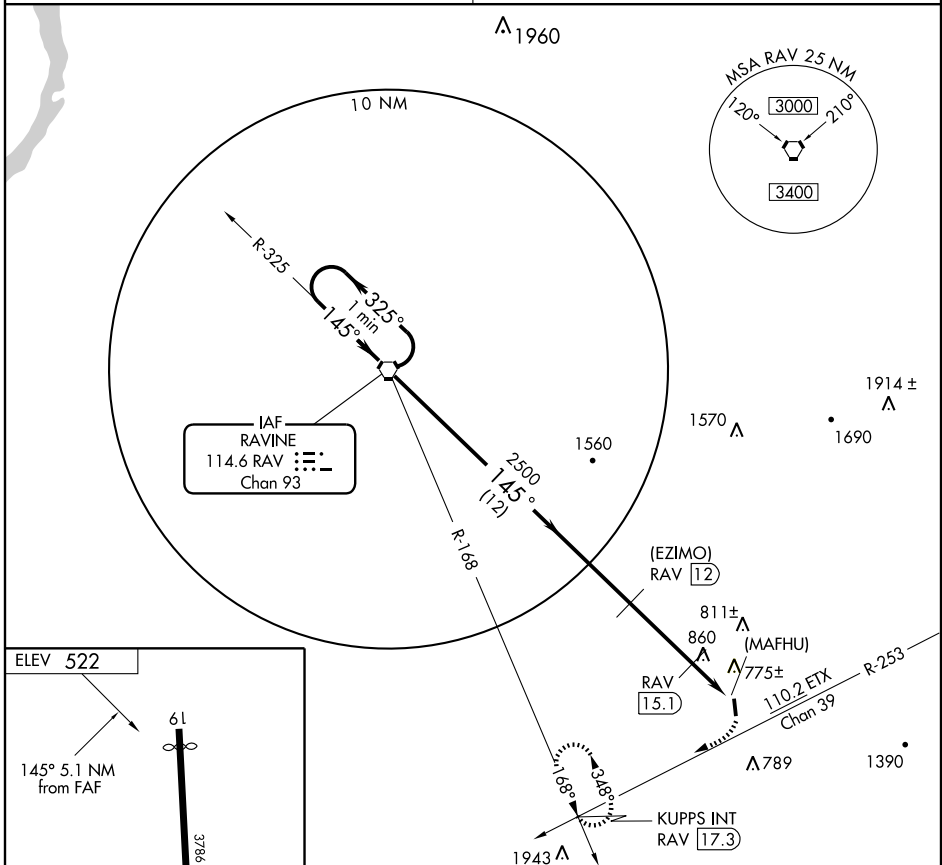 1960
MSA RAV 25 NM
120°
3000
210°
3400
10 NM
R-325
325°
1 min
145°
IAF
RAVINE
114.6 RAV
Chan 93
1914 ±
1570
1690
1560
2500
145°
(12)
R-168
(EZIMO)
RAV 12
811±
860
(MAFHU)
775±
RAV
15.1
R-253
110.2 ETX
Chan 39
789
1390
168°
348°
KUPPS INT
RAV 17.3
1943
ELEV 522
145° 5.1 NM
from FAF
19
3786